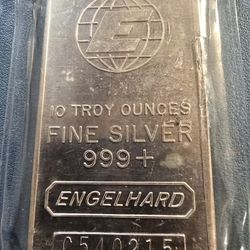 E
10 TROY OUNCES
FINE SILVER
999+
ENGELHARD
C540215